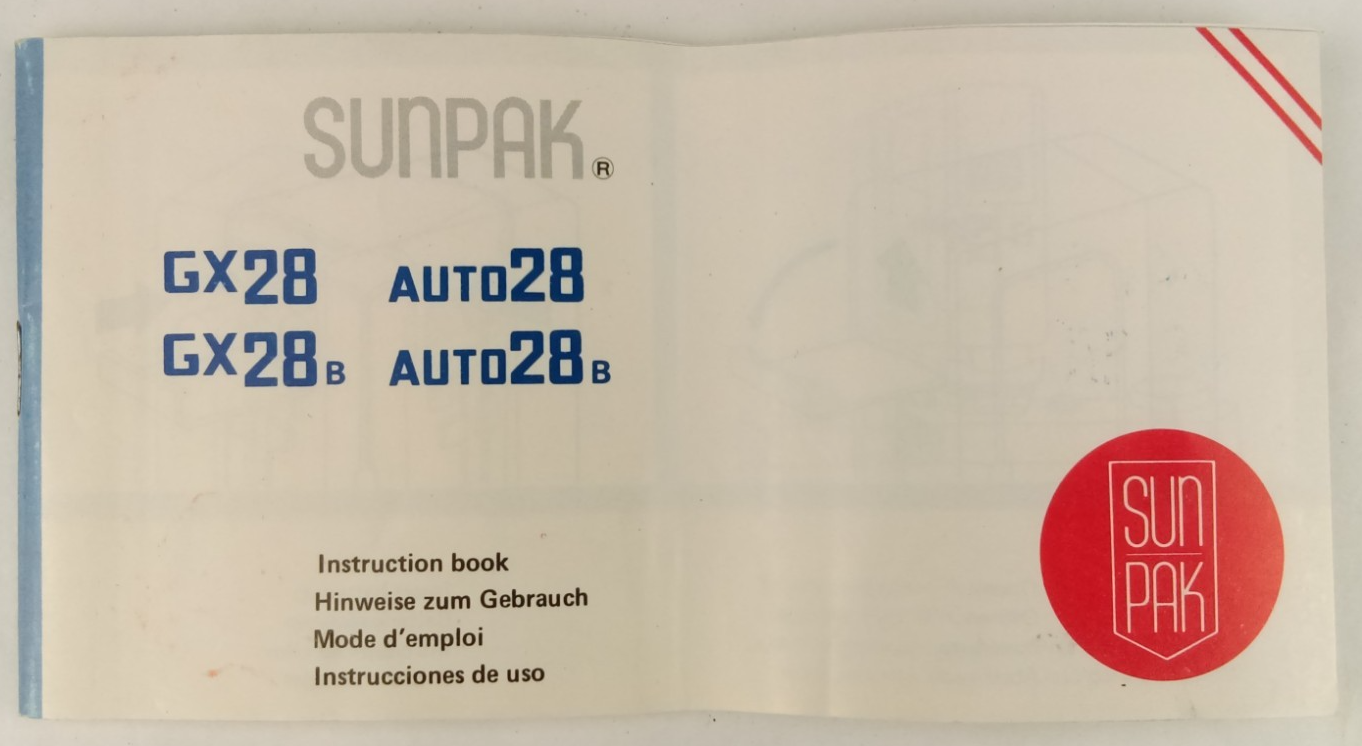 SUNPAK®
GX28 AUTO28
GX28B AUTO28B
Instruction book
Hinweise zum Gebrauch
Mode d'emploi
Instrucciones de uso
SUN
PAK